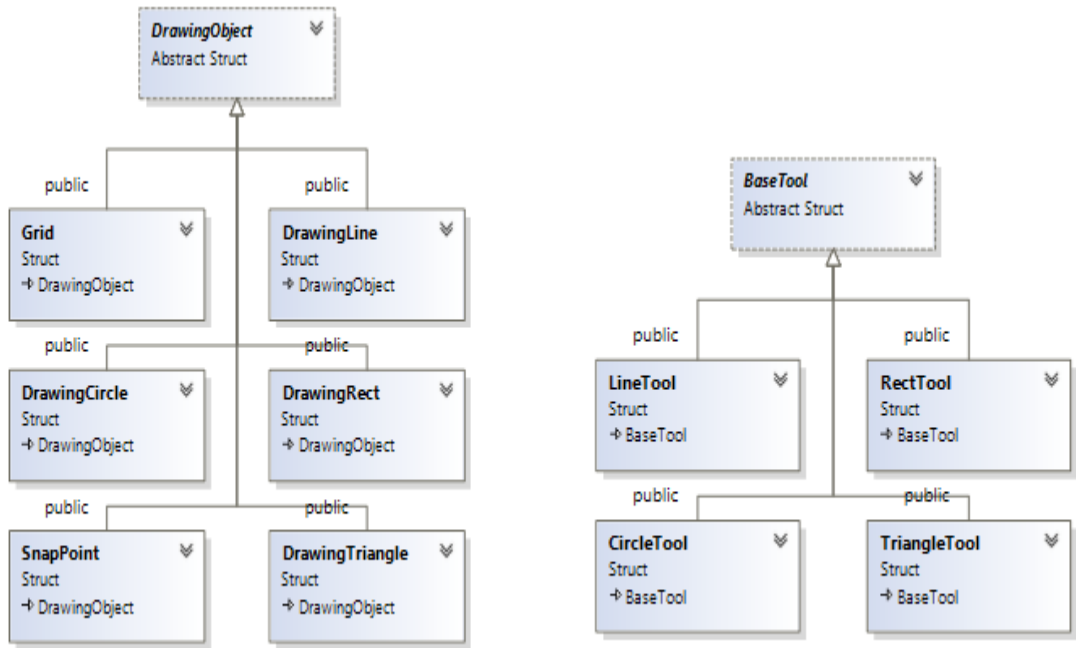 DrawingObject
Abstract Struct
public
public
Grid
Struct
DrawingObject
DrawingLine
Struct
DrawingObject
public
public
DrawingCircle
Struct
DrawingObject
DrawingRect
Struct
DrawingObject
public
public
SnapPoint
Struct
DrawingObject
DrawingTriangle
Struct
DrawingObject
BaseTool
Abstract Struct
public
public
LineTool
Struct
BaseTool
RectTool
Struct
BaseTool
public
public
CircleTool
Struct
BaseTool
TriangleTool
Struct
BaseTool